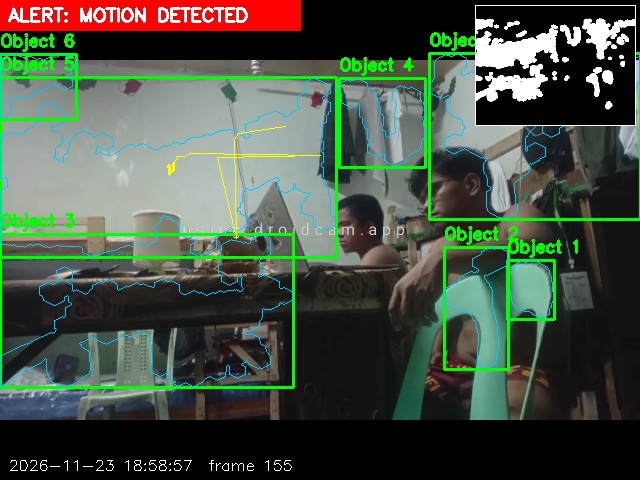 ALERT: MOTION DETECTED
Object 6
Object 5
Object 4
Objec
Object 3
Object 2
Object 1
2026-11-23 18:58:57 frame 155